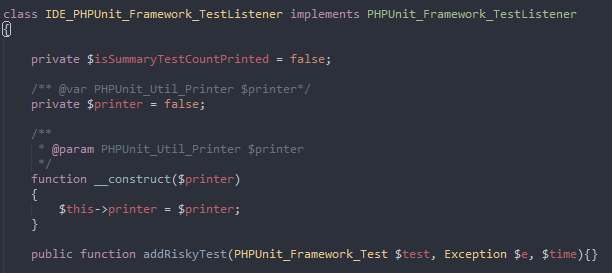 class IDE_PHPUnit_Framework_TestListener implements PHPUnit_Framework_TestListener
{
private $isSummaryTestCountPrinted = false;
/** @var PHPUnit_Util_Printer $printer*/
private $printer = false;
/**
* @param PHPUnit_Util_Printer $printer
*/
function __construct($printer)
{
$this->printer = $printer;
}
public function addRiskyTest(PHPUnit_Framework_Test $test, Exception $e, $time){}